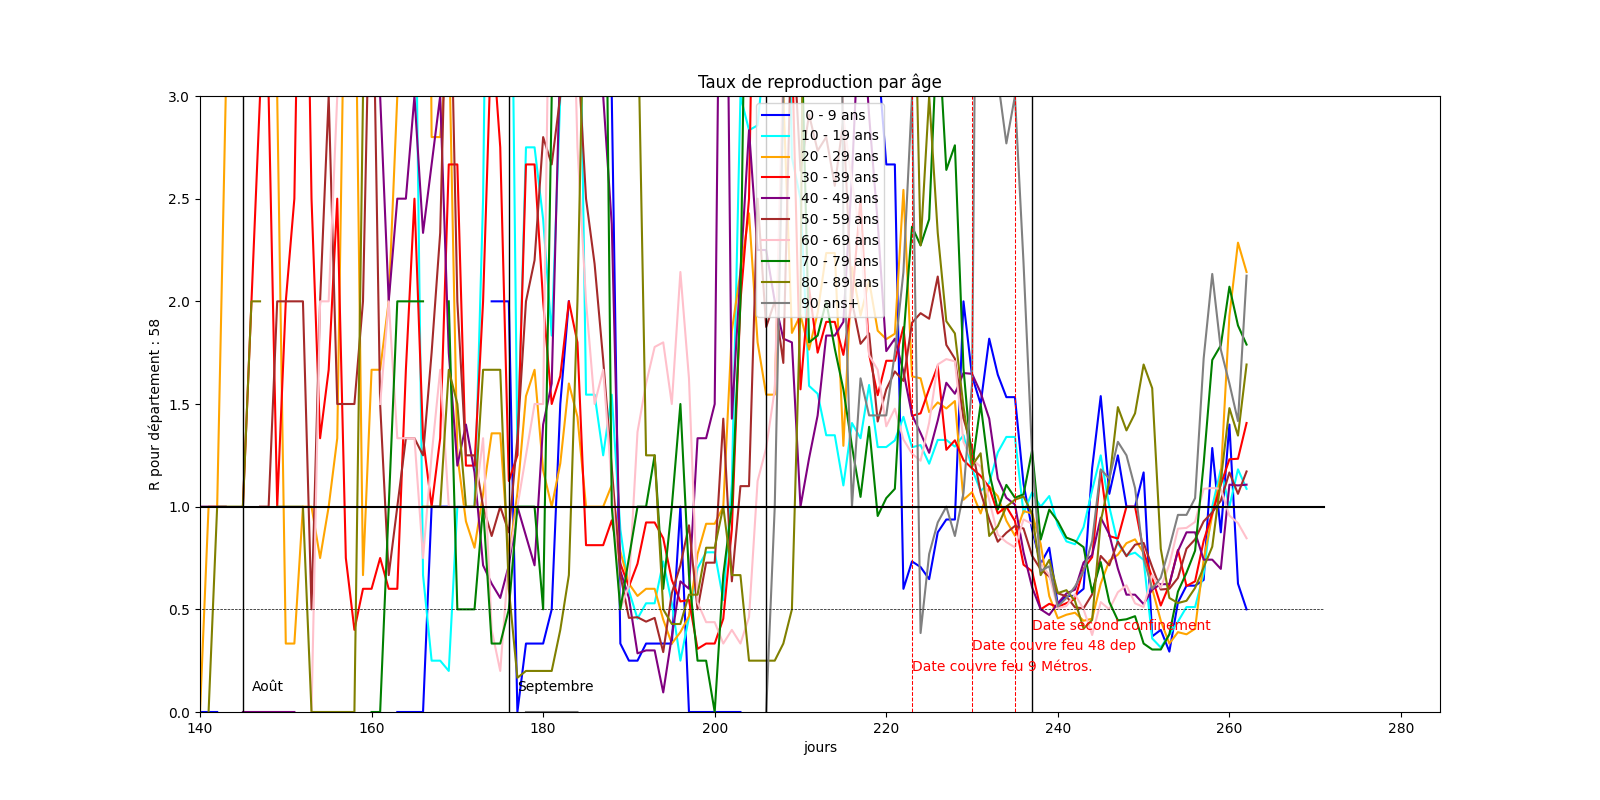 Taux de reproduction par âge
R pour département : 58
3.0
2.5
2.0
1.5
1.0
0.5
0.0
0 - 9 ans
10 - 19 ans
20 - 29 ans
30 - 39 ans
40 - 49 ans
50 - 59 ans
60 - 69 ans
70 - 79 ans
80 - 89 ans
90 ans+
Date second confinement
Date couvre feu 48 dep
Date couvre feu 9 Métros.
Août
Septembre
140 160 180 200 220 240 260 280
jours